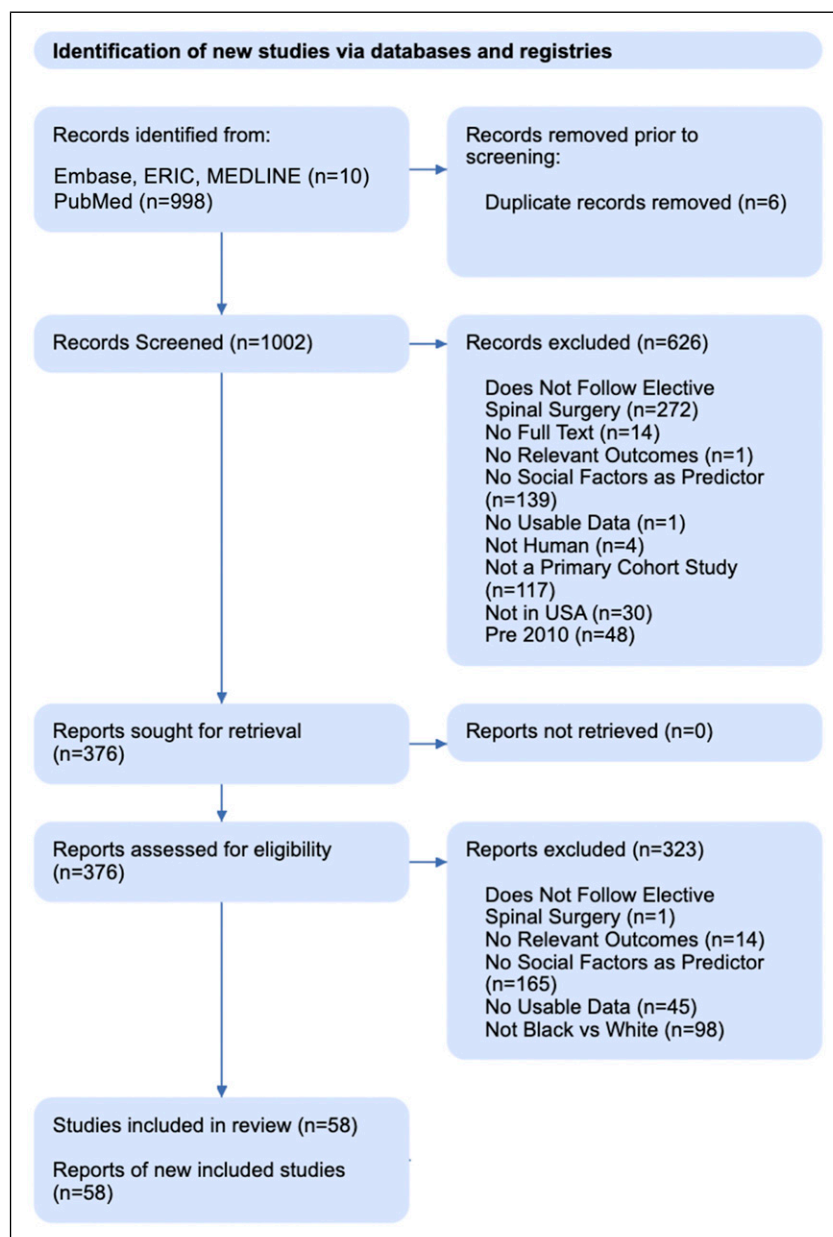 Identification of new studies via databases and registries
Records identified from:
Embase, ERIC, MEDLINE (n=10)
PubMed (n=998)
Records removed prior to
screening:
Duplicate records removed (n=6)
Records Screened (n=1002)
Records excluded (n=626)
Does Not Follow Elective
Spinal Surgery (n=272)
No Full Text (n=14)
No Relevant Outcomes (n=1)
No Social Factors as Predictor
(n=139)
No Usable Data (n=1)
Not Human (n=4)
Not a Primary Cohort Study
(n=117)
Not in USA (n=30)
Pre 2010 (n=48)
Reports sought for retrieval
(n=376)
Reports not retrieved (n=0)
Reports assessed for eligibility
(n=376)
Reports excluded (n=323)
Does Not Follow Elective
Spinal Surgery (n=1)
No Relevant Outcomes (n=14)
No Social Factors as Predictor
(n=165)
No Usable Data (n=45)
Not Black vs White (n=98)
Studies included in review (n=58)
Reports of new included studies
(n=58)